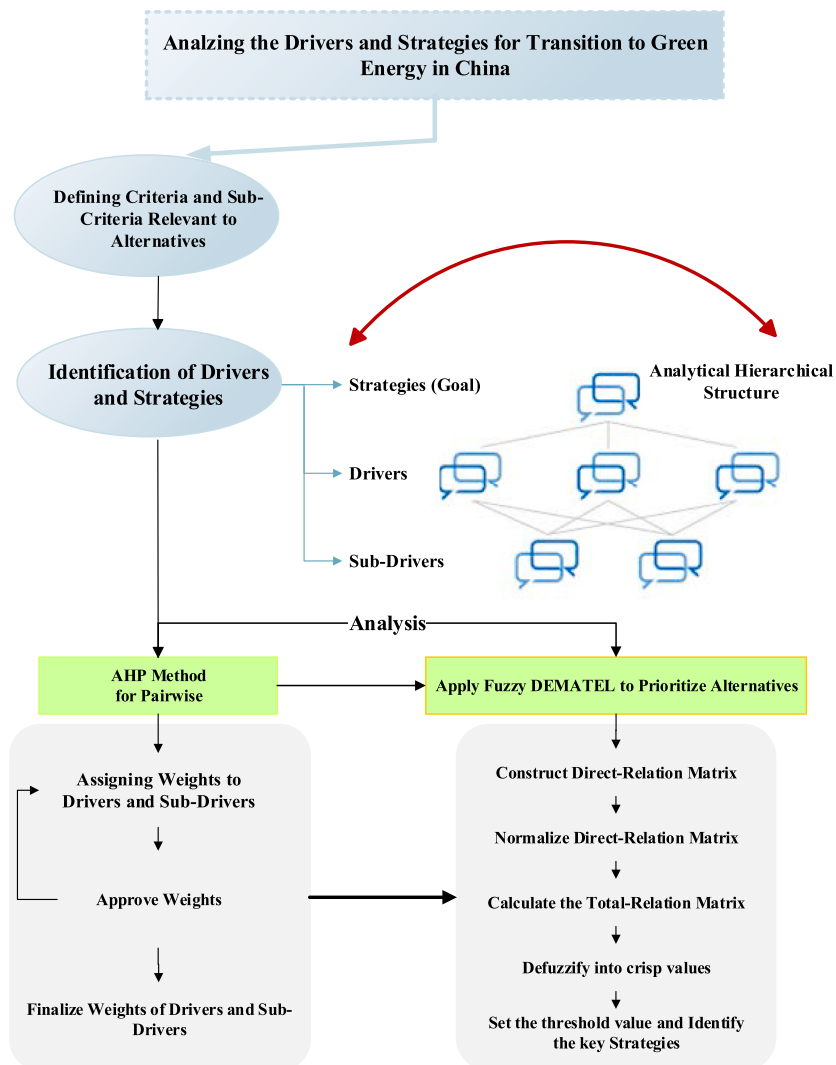 Analzing the Drivers and Strategies for Transition to Green
Energy in China
Defining Criteria and Sub-
Criteria Relevant to
Alternatives
Identification of Drivers
and Strategies
Strategies (Goal)
Drivers
Sub-Drivers
Analytical Hierarchical
Structure
Analysis
AHP Method
for Pairwise
Apply Fuzzy DEMATEL to Prioritize Alternatives
Assigning Weights to
Drivers and Sub-Drivers
Approve Weights
Finalize Weights of Drivers and Sub-
Drivers
Construct Direct-Relation Matrix
Normalize Direct-Relation Matrix
Calculate the Total-Relation Matrix
Defuzzify into crisp values
Set the threshold value and Identify
the key Strategies